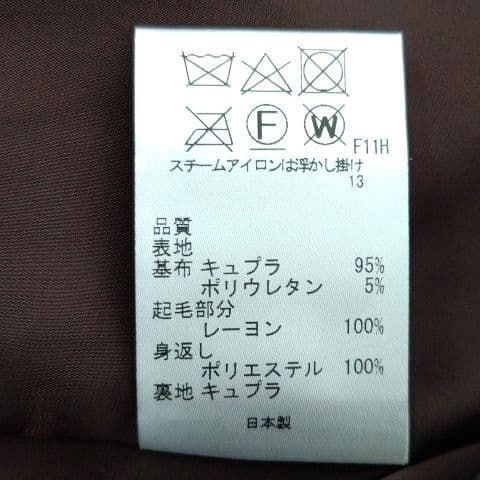 F W
F11H
スチームアイロンは浮かし掛け
13
品質
表地
基布 キュプラ 95%
ポリウレタン 5%
起毛部分
レーヨン 100%
身返し
ポリエステル 100%
裏地 キュプラ
日本製